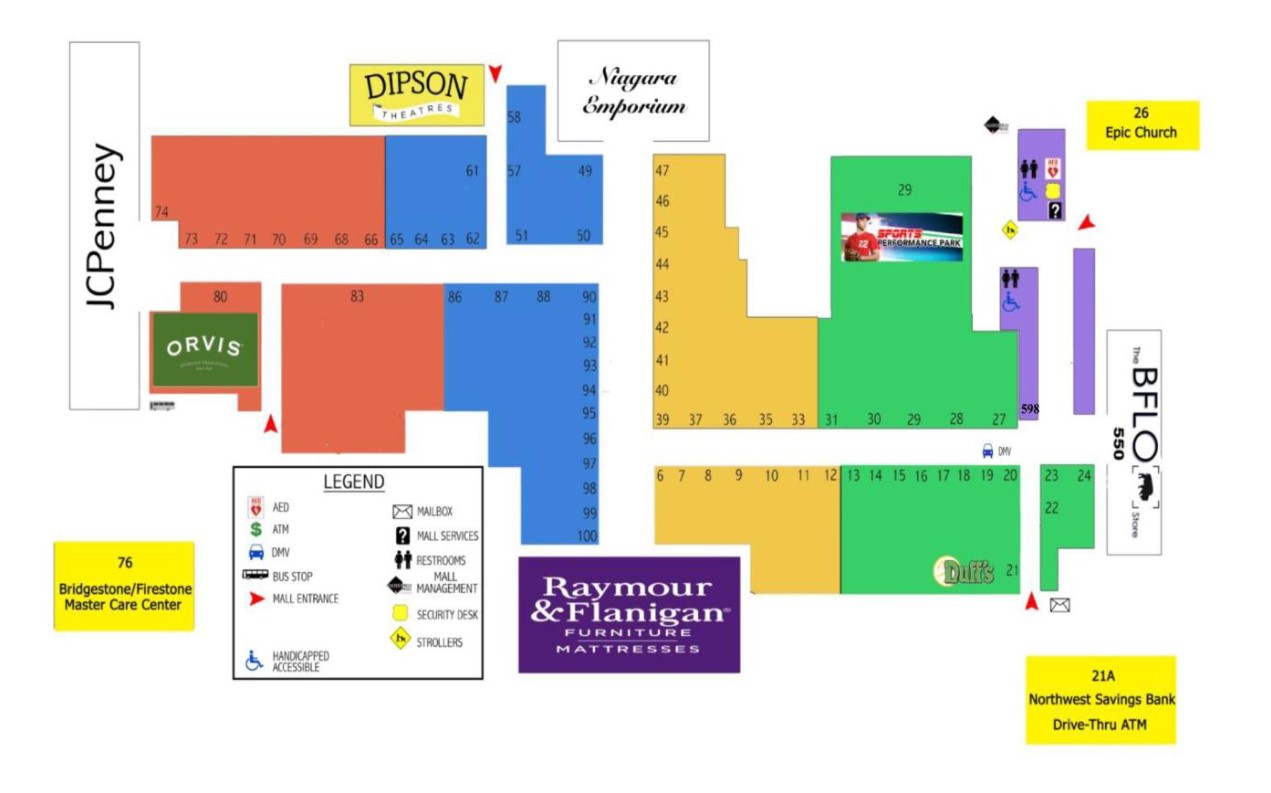 JCPenney
DIPSON
THEATRES
Niagara
Emporium
58
61
57
49
51
50
74
73 72 71 70 69 68 66 65 64 63 62
47
46
45
44
43
42
41
40
39 37 36 35 33
29
SPORTS
PERFORMANCE PARK
22
31 30 29 28 27
26
Epic Church
AED
?
598
The
BFLO
Store
550
80
ORVIS
83
86 87 88 90
91
92
93
94
95
96
97
98
99
100
DMV
6 7 8 9 10 11 12 13 14 15 16 17 18 19 20
23 24
22
Duff's
21
LEGEND
AED
AED
$ ATM
DMV
BUS STOP
MALL ENTRANCE
HANDICAPPED
ACCESSIBLE
MAILBOX
? MALL SERVICES
RESTROOMS
MALL
MANAGEMENT
SECURITY DESK
STROLLERS
76
Bridgestone/Firestone
Master Care Center
Raymour
&Flanigan
FURNITURE
MATTRESSES
21A
Northwest Savings Bank
Drive-Thru ATM